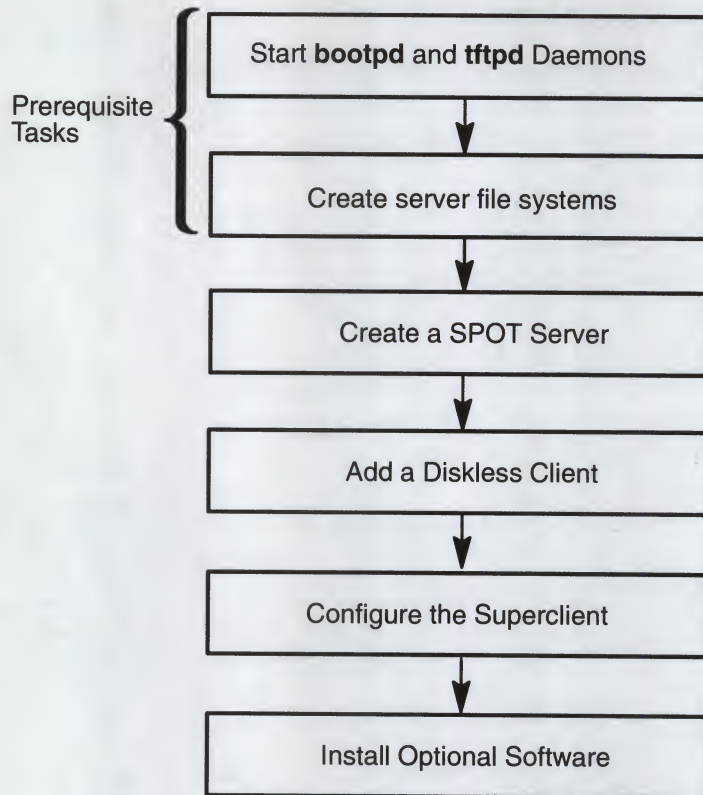 Start bootpd and tftpd Daemons
Prerequisite
Tasks
Create server file systems
Create a SPOT Server
Add a Diskless Client
Configure the Superclient
Install Optional Software